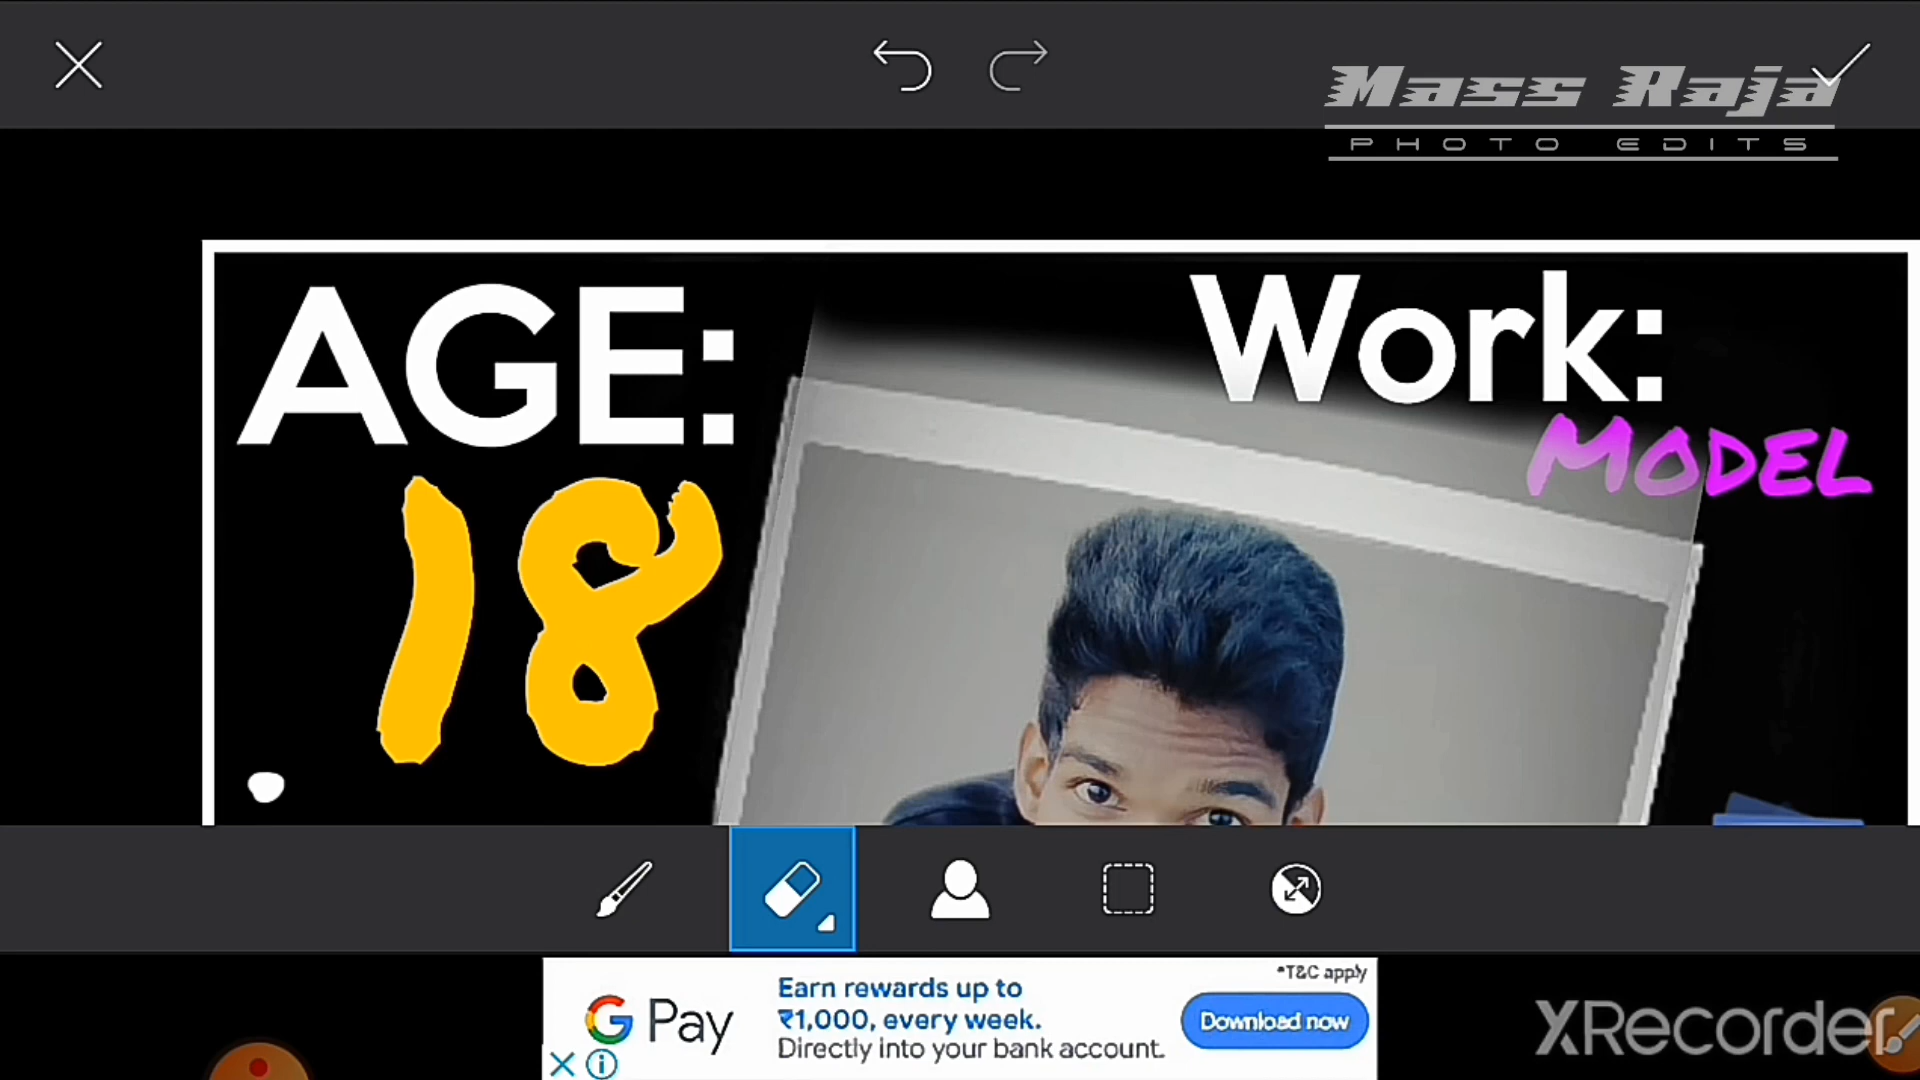 Mass Raja
PHOTO EDITS
AGE:
Work:
MODEL
18
*T&C apply
G Pay
Earn rewards up to
₹1,000, every week.
Directly into your bank account.
Download now
XRecorder